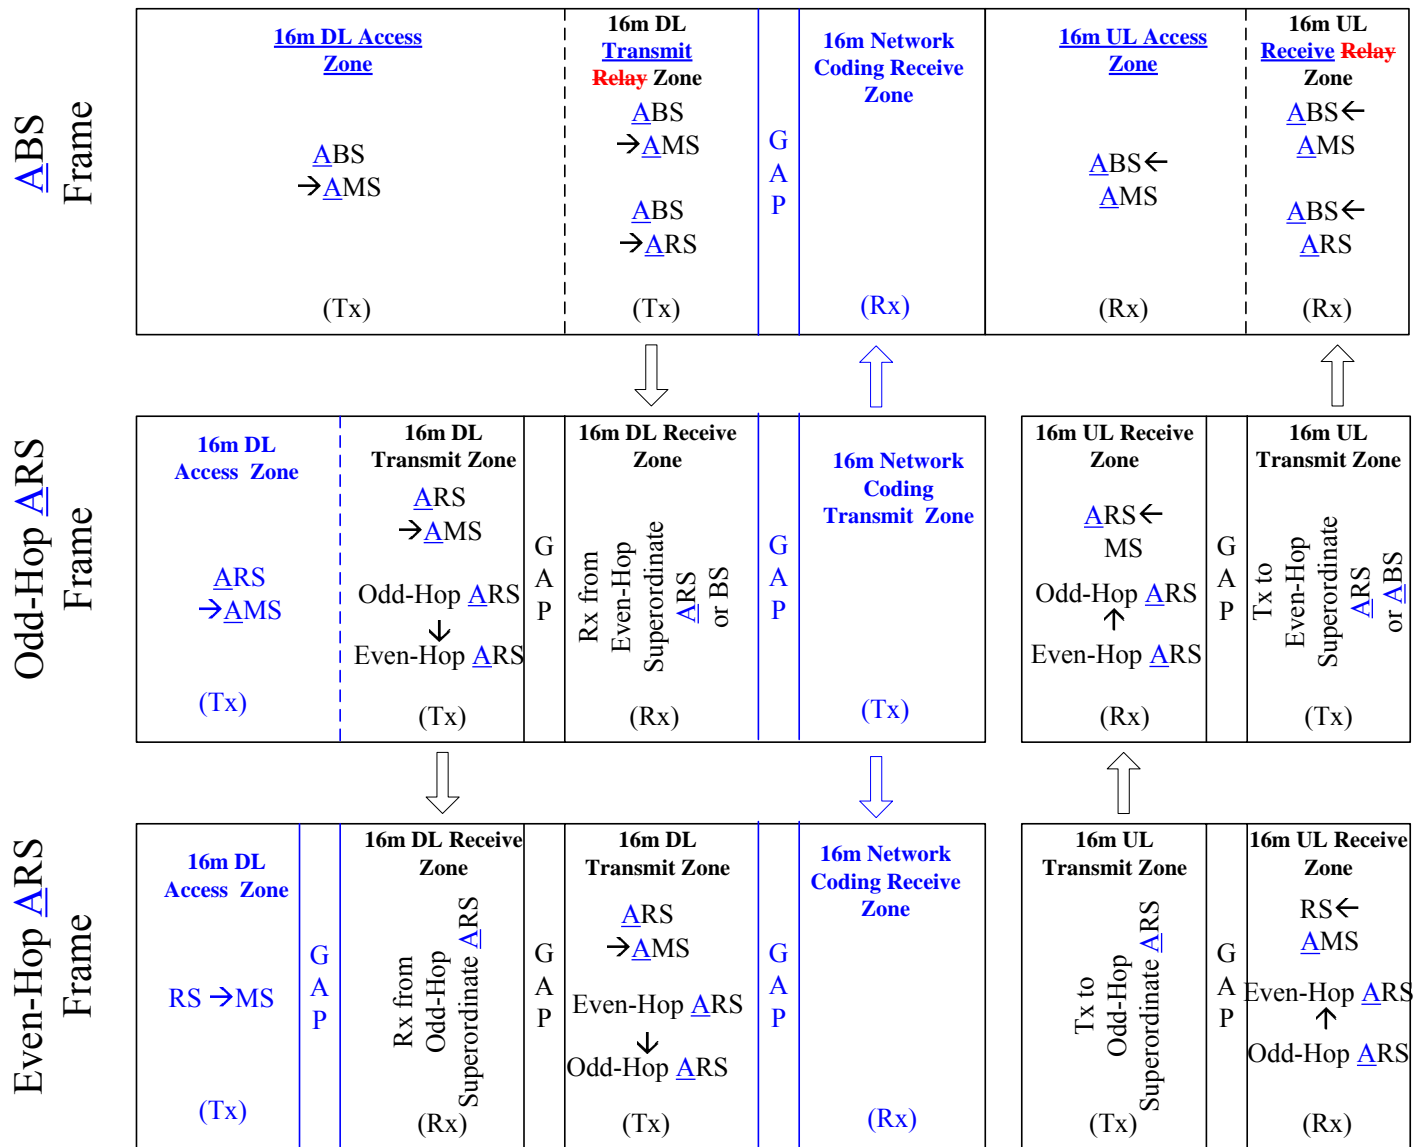 ABS
Frame
16m DL Access
Zone
ABS
→AMS
(Tx)
16m DL
Transmit
Relay Zone
ABS
→AMS
ABS
→ARS
(Tx)
G
A
P
16m Network
Coding Receive
Zone
(Rx)
16m UL Access
Zone
ABS←
AMS
(Rx)
16m UL
Receive Relay
Zone
ABS←
AMS
ABS←
ARS
(Rx)
Odd-Hop ARS
Frame
16m DL
Access Zone
ARS
→AMS
(Tx)
16m DL
Transmit Zone
ARS
→AMS
Odd-Hop ARS
↓
Even-Hop ARS
(Tx)
G
A
P
16m DL Receive
Zone
Rx from
Even-Hop
Superordinate
ARS
or BS
(Rx)
G
A
P
16m Network
Coding
Transmit Zone
(Tx)
16m UL Receive
Zone
ARS←
MS
Odd-Hop ARS
↑
Even-Hop ARS
(Rx)
G
A
P
16m UL
Transmit Zone
Tx to
Even-Hop
Superordinate
ARS
or ABS
(Tx)
Even-Hop ARS
Frame
16m DL
Access Zone
RS →MS
(Tx)
G
A
P
16m DL Receive
Zone
Rx from
Odd-Hop
Superordinate ARS
(Rx)
G
A
P
16m DL
Transmit Zone
ARS
→AMS
Even-Hop ARS
↓
Odd-Hop ARS
(Tx)
G
A
P
16m Network
Coding Receive
Zone
(Rx)
16m UL
Transmit Zone
Tx to
Odd-Hop
Superordinate ARS
(Tx)
G
A
P
16m UL Receive
Zone
RS←
AMS
Even-Hop ARS
↑
Odd-Hop ARS
(Rx)